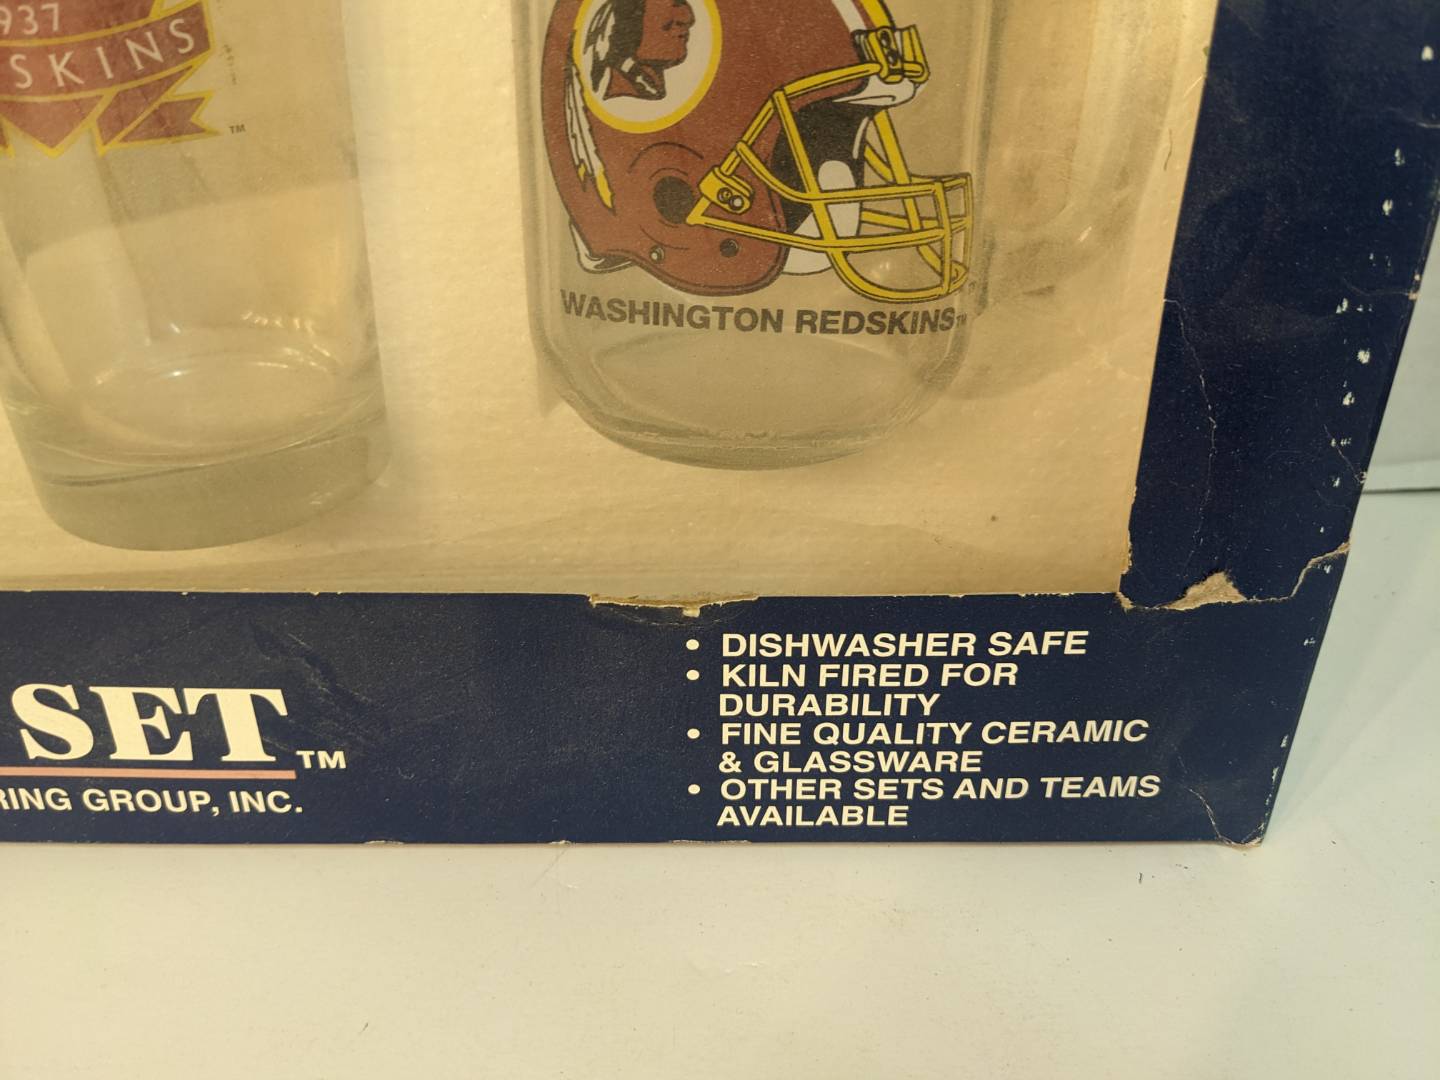 937
SKINS
TM
WASHINGTON REDSKINS TM
SET TM
RING GROUP, INC.
• DISHWASHER SAFE
• KILN FIRED FOR
DURABILITY
• FINE QUALITY CERAMIC
& GLASSWARE
• OTHER SETS AND TEAMS
AVAILABLE